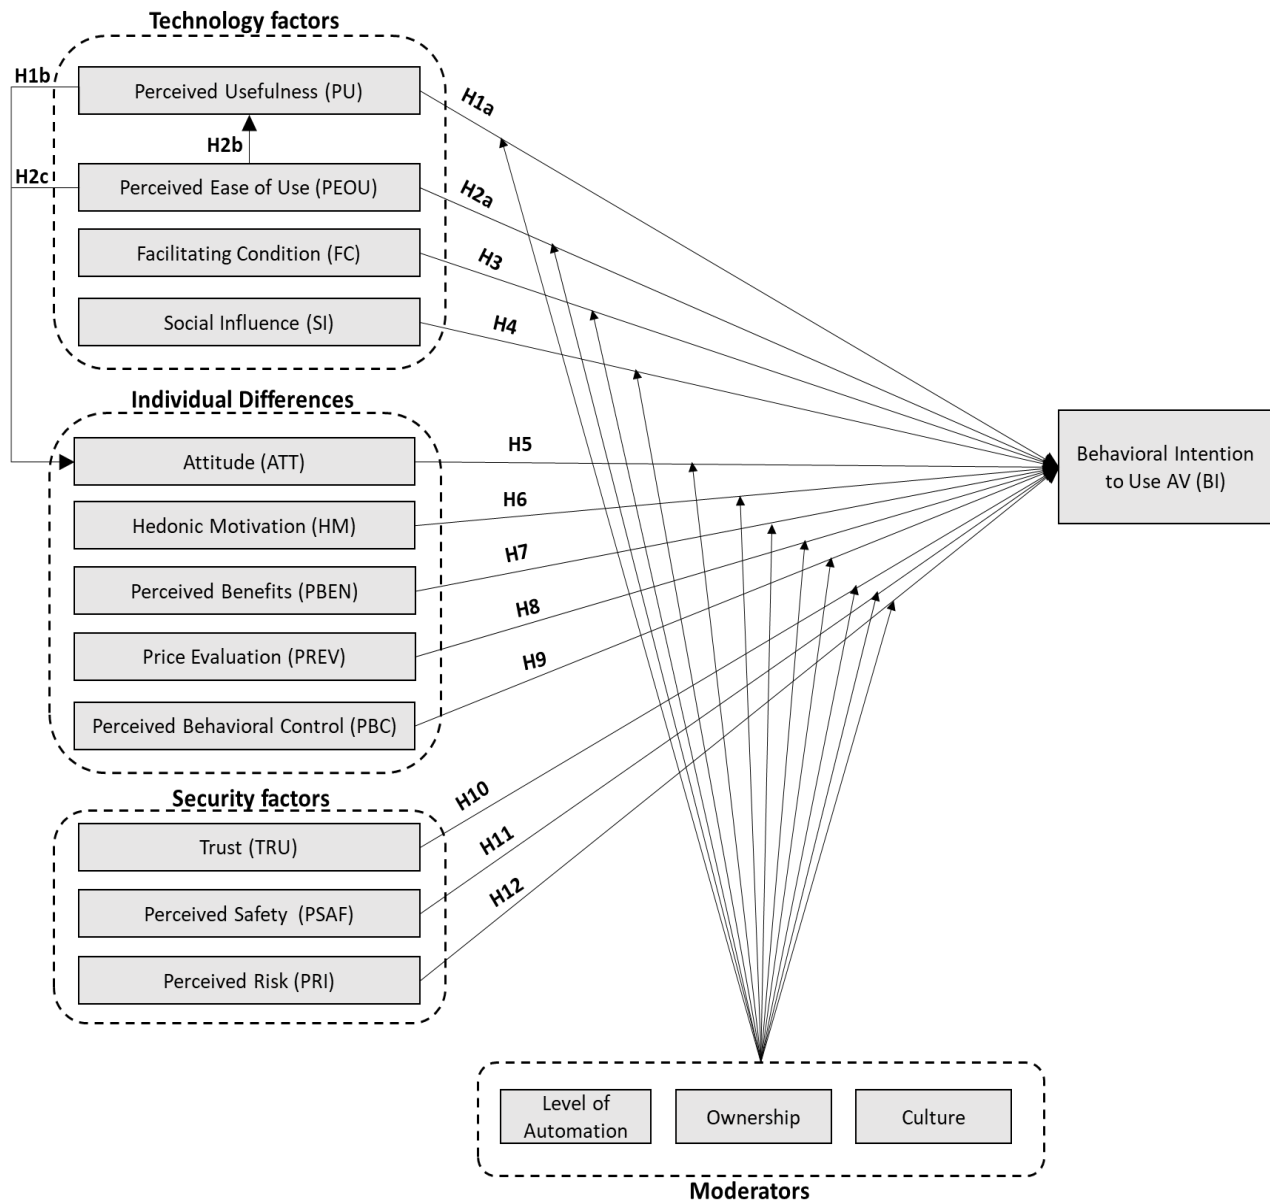 Technology factors
H1b
Perceived Usefulness (PU)
H1a
H2b
H2c
Perceived Ease of Use (PEOU)
H2a
Facilitating Condition (FC)
H3
Social Influence (SI)
H4
Individual Differences
Attitude (ATT)
H5
Hedonic Motivation (HM)
H6
Perceived Benefits (PBEN)
H7
Price Evaluation (PREV)
H8
Perceived Behavioral Control (PBC)
H9
Behavioral Intention
to Use AV (BI)
Security factors
Trust (TRU)
H10
Perceived Safety (PSAF)
H11
Perceived Risk (PRI)
H12
Level of
Automation
Ownership
Culture
Moderators